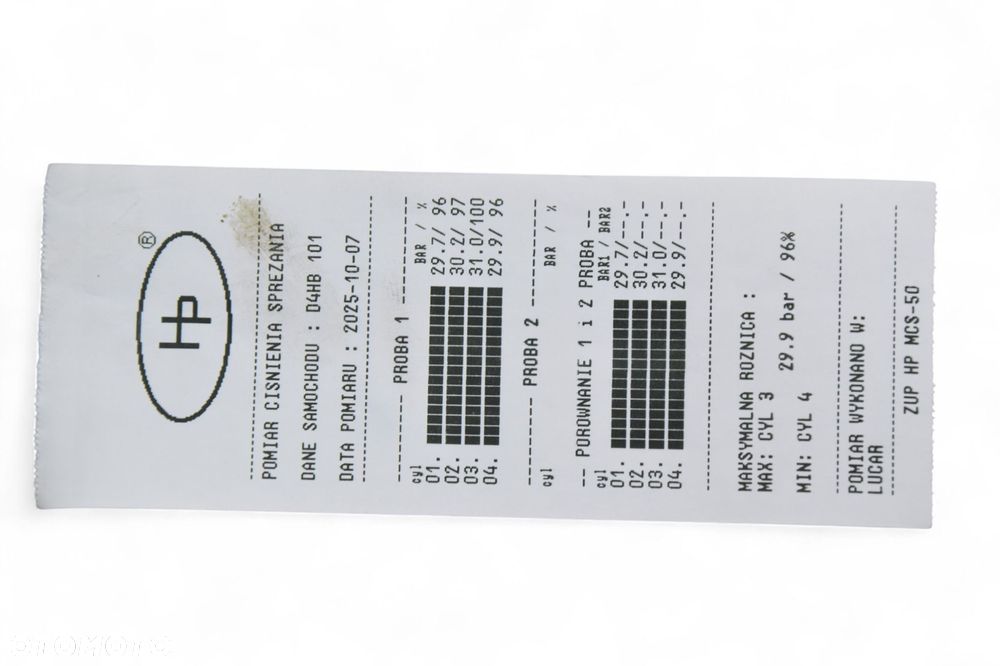 HP ®
POMIAR CISNIENIA SPREZANIA
DANE SAMOCHODU : D4HB 101
DATA POMIARU : 2025-10-07
------ PROBA 1 ------
cyl BAR / %
01. 29.7/ 96
02. 30.2/ 97
03. 31.0/100
04. 29.9/ 96
------ PROBA 2 ------
cyl BAR / %
-- POROWNANIE 1 i 2 PROBA --
cyl BAR1 / BAR2
01. 29.7/--.-
02. 30.2/--.-
03. 31.0/--.-
04. 29.9/--.-
MAKSYMALNA ROZNICA :
MAX: CYL 3
29.9 bar / 96%
MIN: CYL 4
POMIAR WYKONANO W:
LUCAR
ZUP HP MCS-50
OTOMOTO